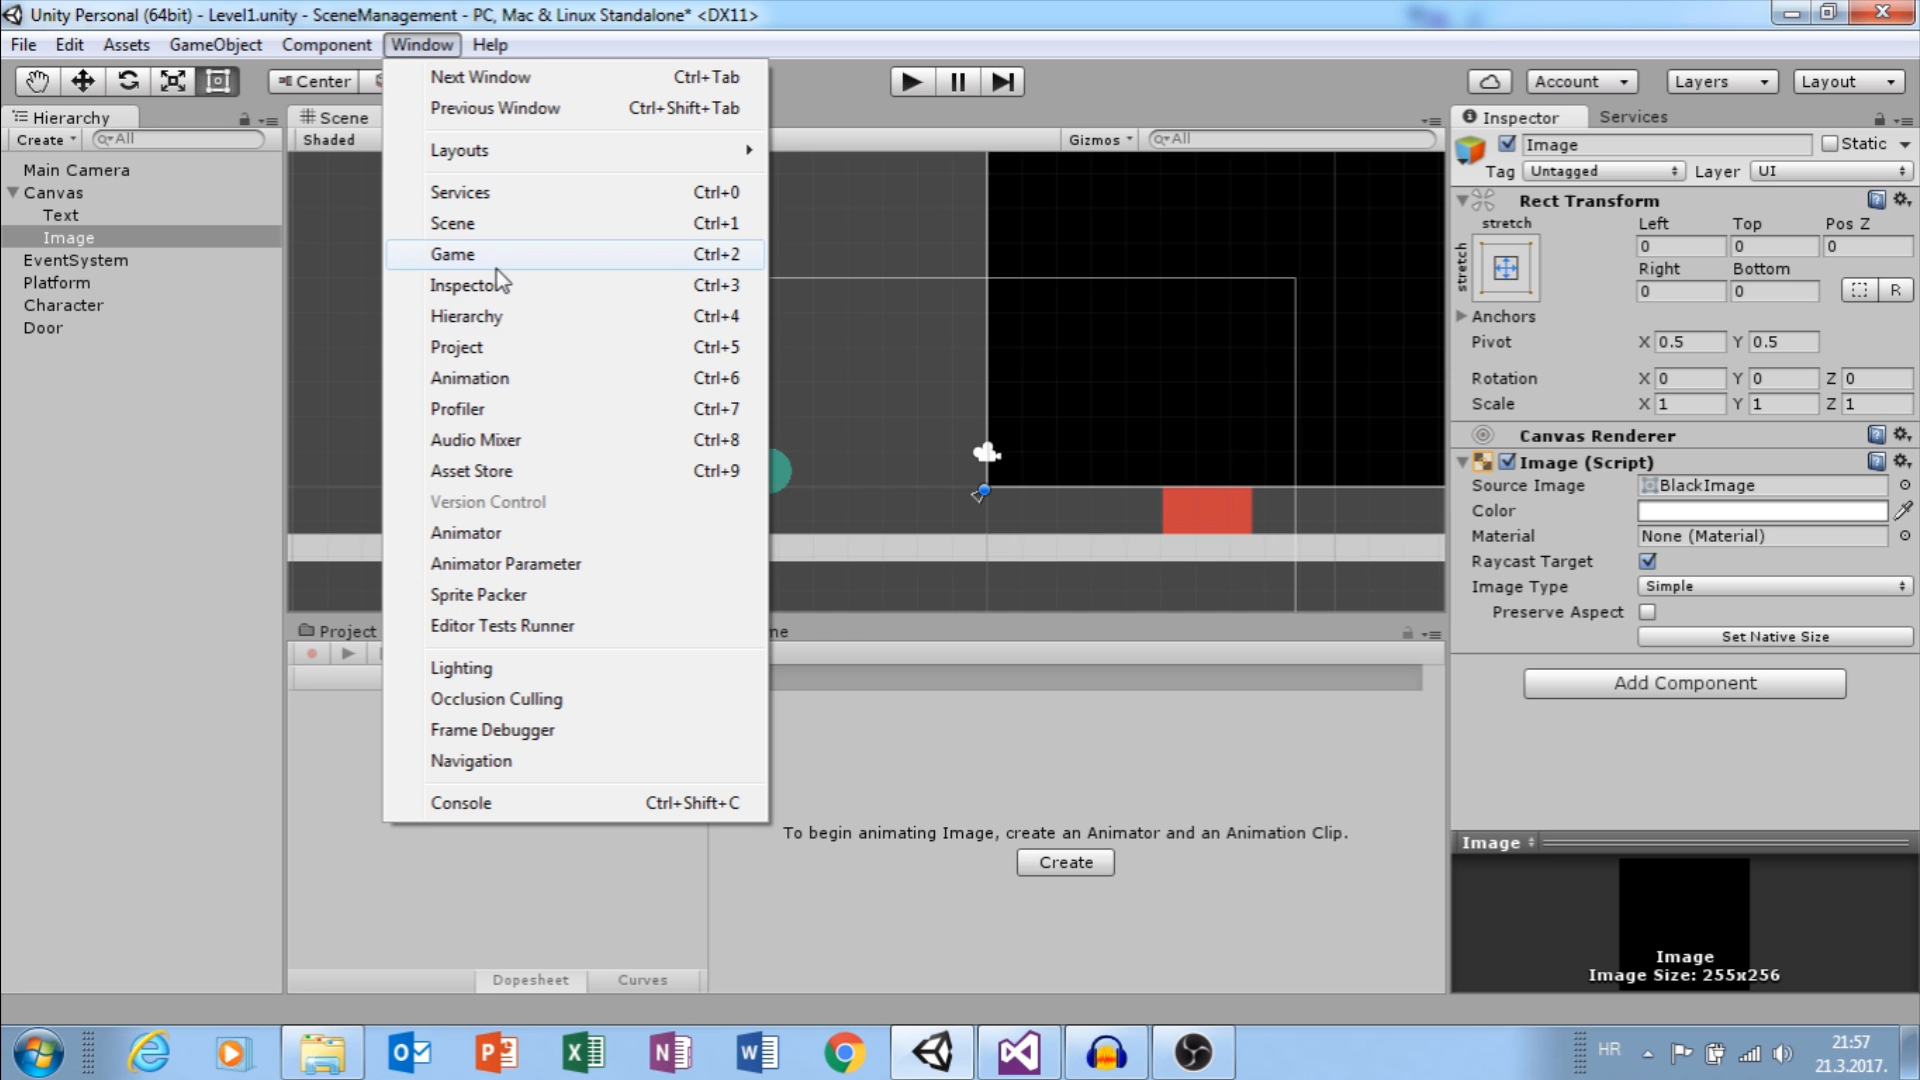 Unity Personal (64bit) - Level1.unity - SceneManagement - PC, Mac & Linux Standalone* <DX11>
File Edit Assets GameObject Component Window Help
Center
Account Layers Layout
Hierarchy
Create All
Main Camera
Canvas
Text
Image
EventSystem
Platform
Character
Door
Scene
Shaded
Gizmos All
Next Window Ctrl+Tab
Previous Window Ctrl+Shift+Tab
Layouts
Services Ctrl+0
Scene Ctrl+1
Game Ctrl+2
Inspector Ctrl+3
Hierarchy Ctrl+4
Project Ctrl+5
Animation Ctrl+6
Profiler Ctrl+7
Audio Mixer Ctrl+8
Asset Store Ctrl+9
Version Control
Animator
Animator Parameter
Sprite Packer
Editor Tests Runner
Lighting
Occlusion Culling
Frame Debugger
Navigation
Console Ctrl+Shift+C
Project
To begin animating Image, create an Animator and an Animation Clip.
Create
Dopesheet Curves
Inspector Services
Image Static
Tag Untagged Layer UI
Rect Transform
stretch Left Top Pos Z
stretch 0 0 0
Right Bottom
0 0 R
Anchors
Pivot X 0.5 Y 0.5
Rotation X 0 Y 0 Z 0
Scale X 1 Y 1 Z 1
Canvas Renderer
Image (Script)
Source Image BlackImage
Color
Material None (Material)
Raycast Target
Image Type Simple
Preserve Aspect
Set Native Size
Add Component
Image
Image
Image Size: 255x256
HR
21:57
21.3.2017.